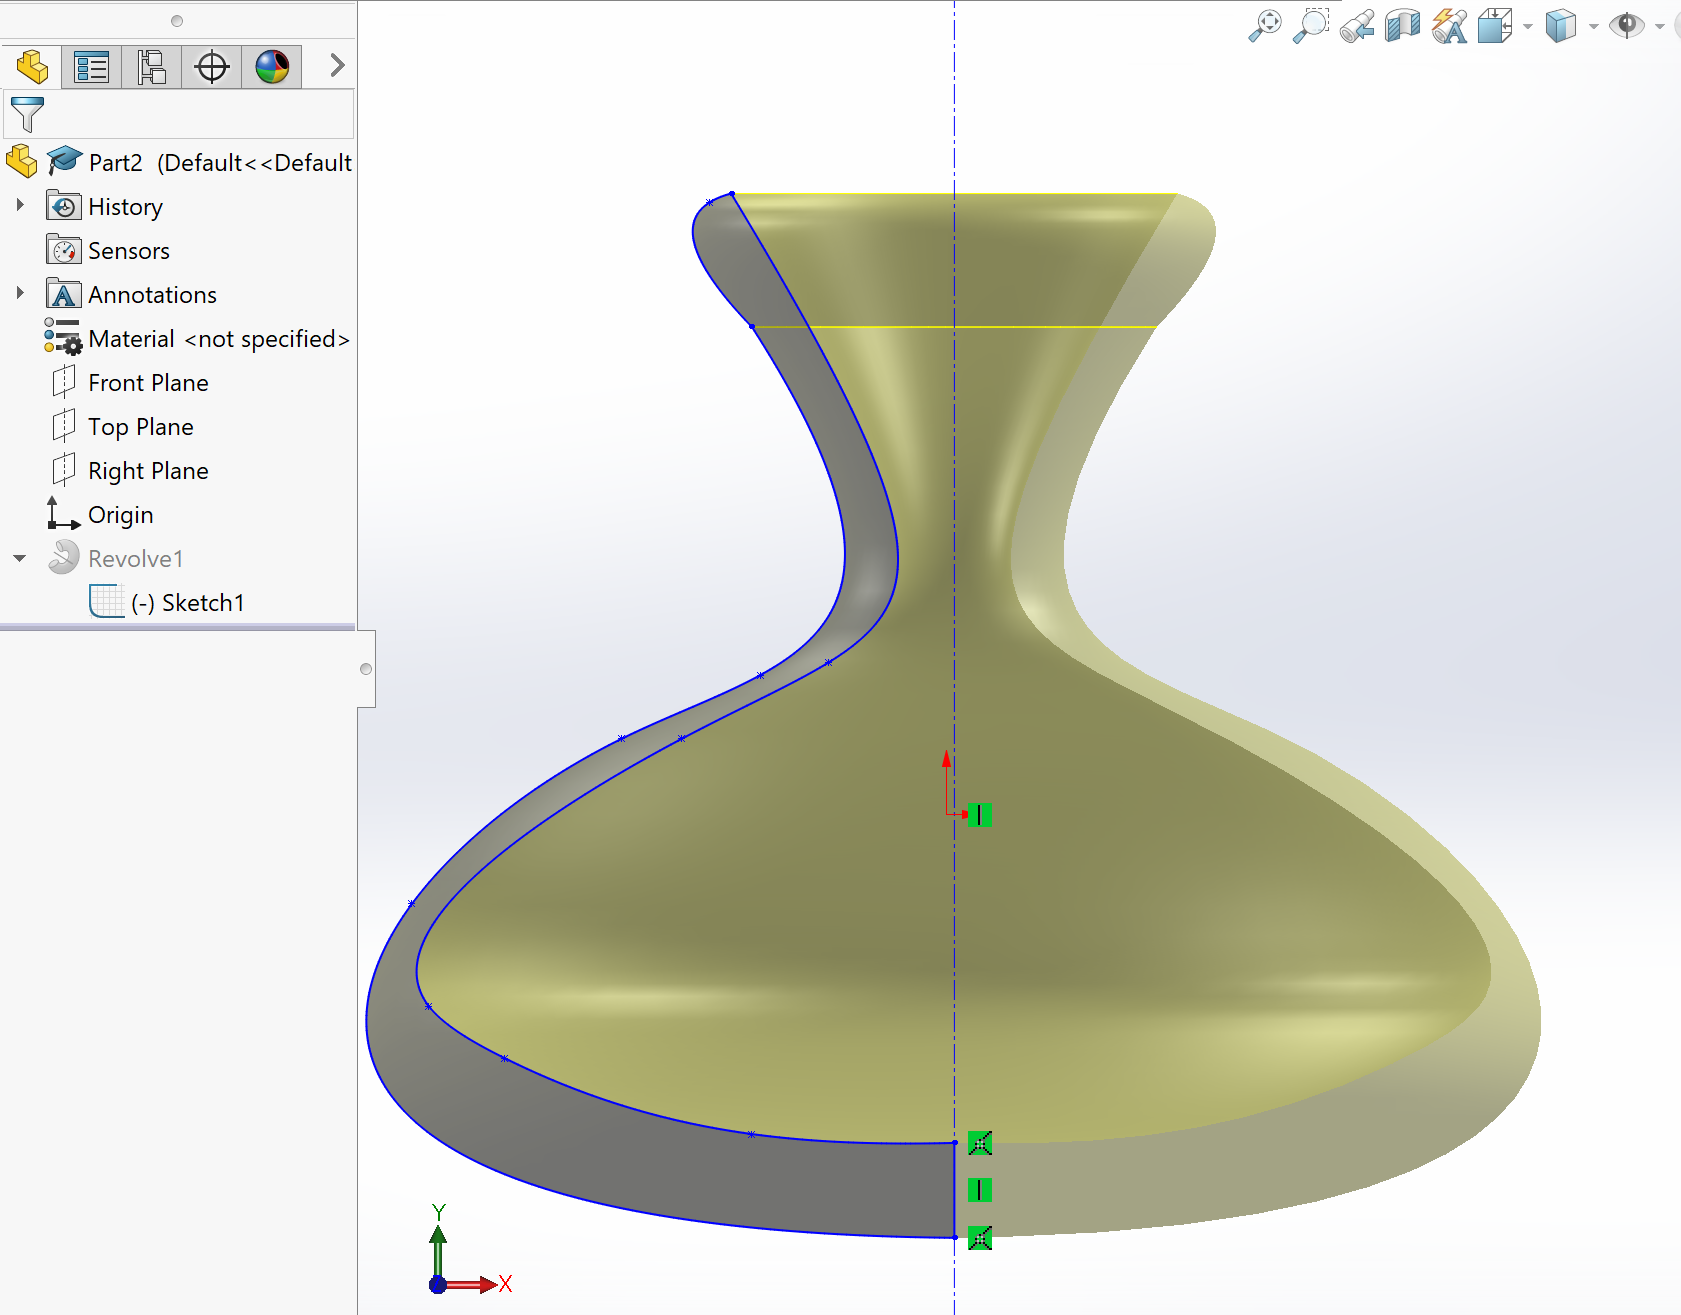 Part2 (Default<<Default
History
Sensors
Annotations
Material <not specified>
Front Plane
Top Plane
Right Plane
Origin
Revolve1
(-) Sketch1
Y
X